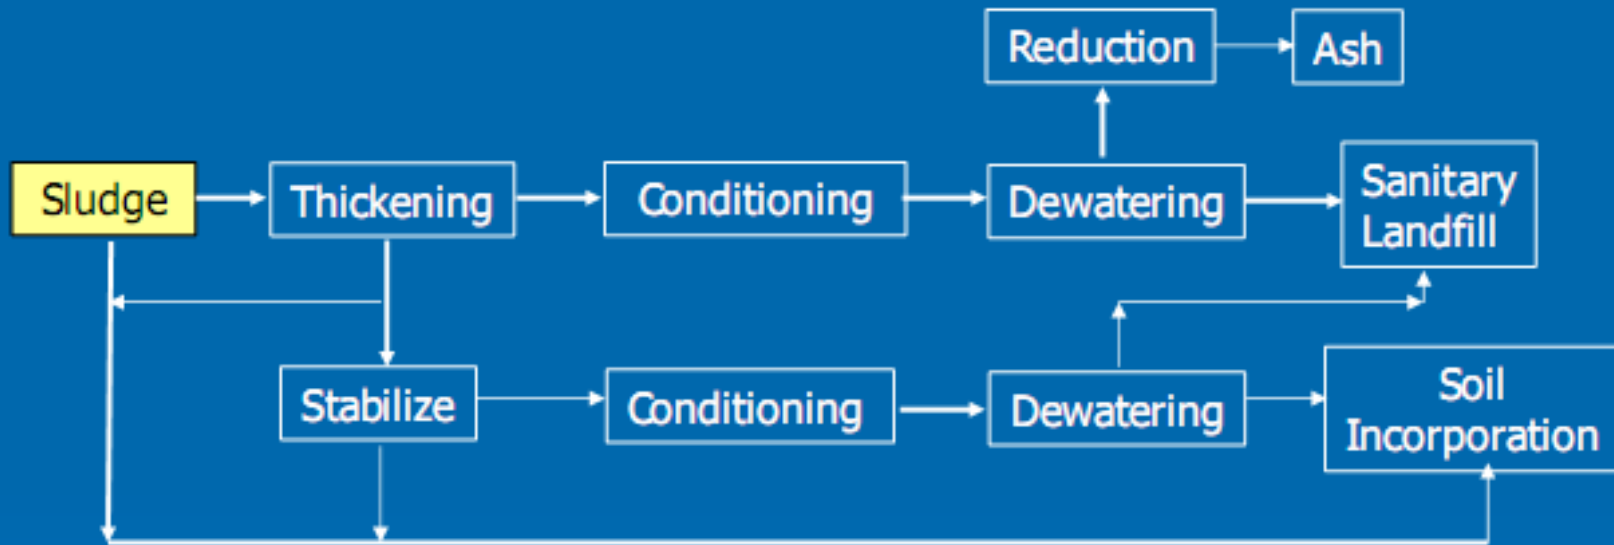 Reduction
Ash
Sludge
Thickening
Conditioning
Dewatering
Sanitary
Landfill
Stabilize
Conditioning
Dewatering
Soil
Incorporation